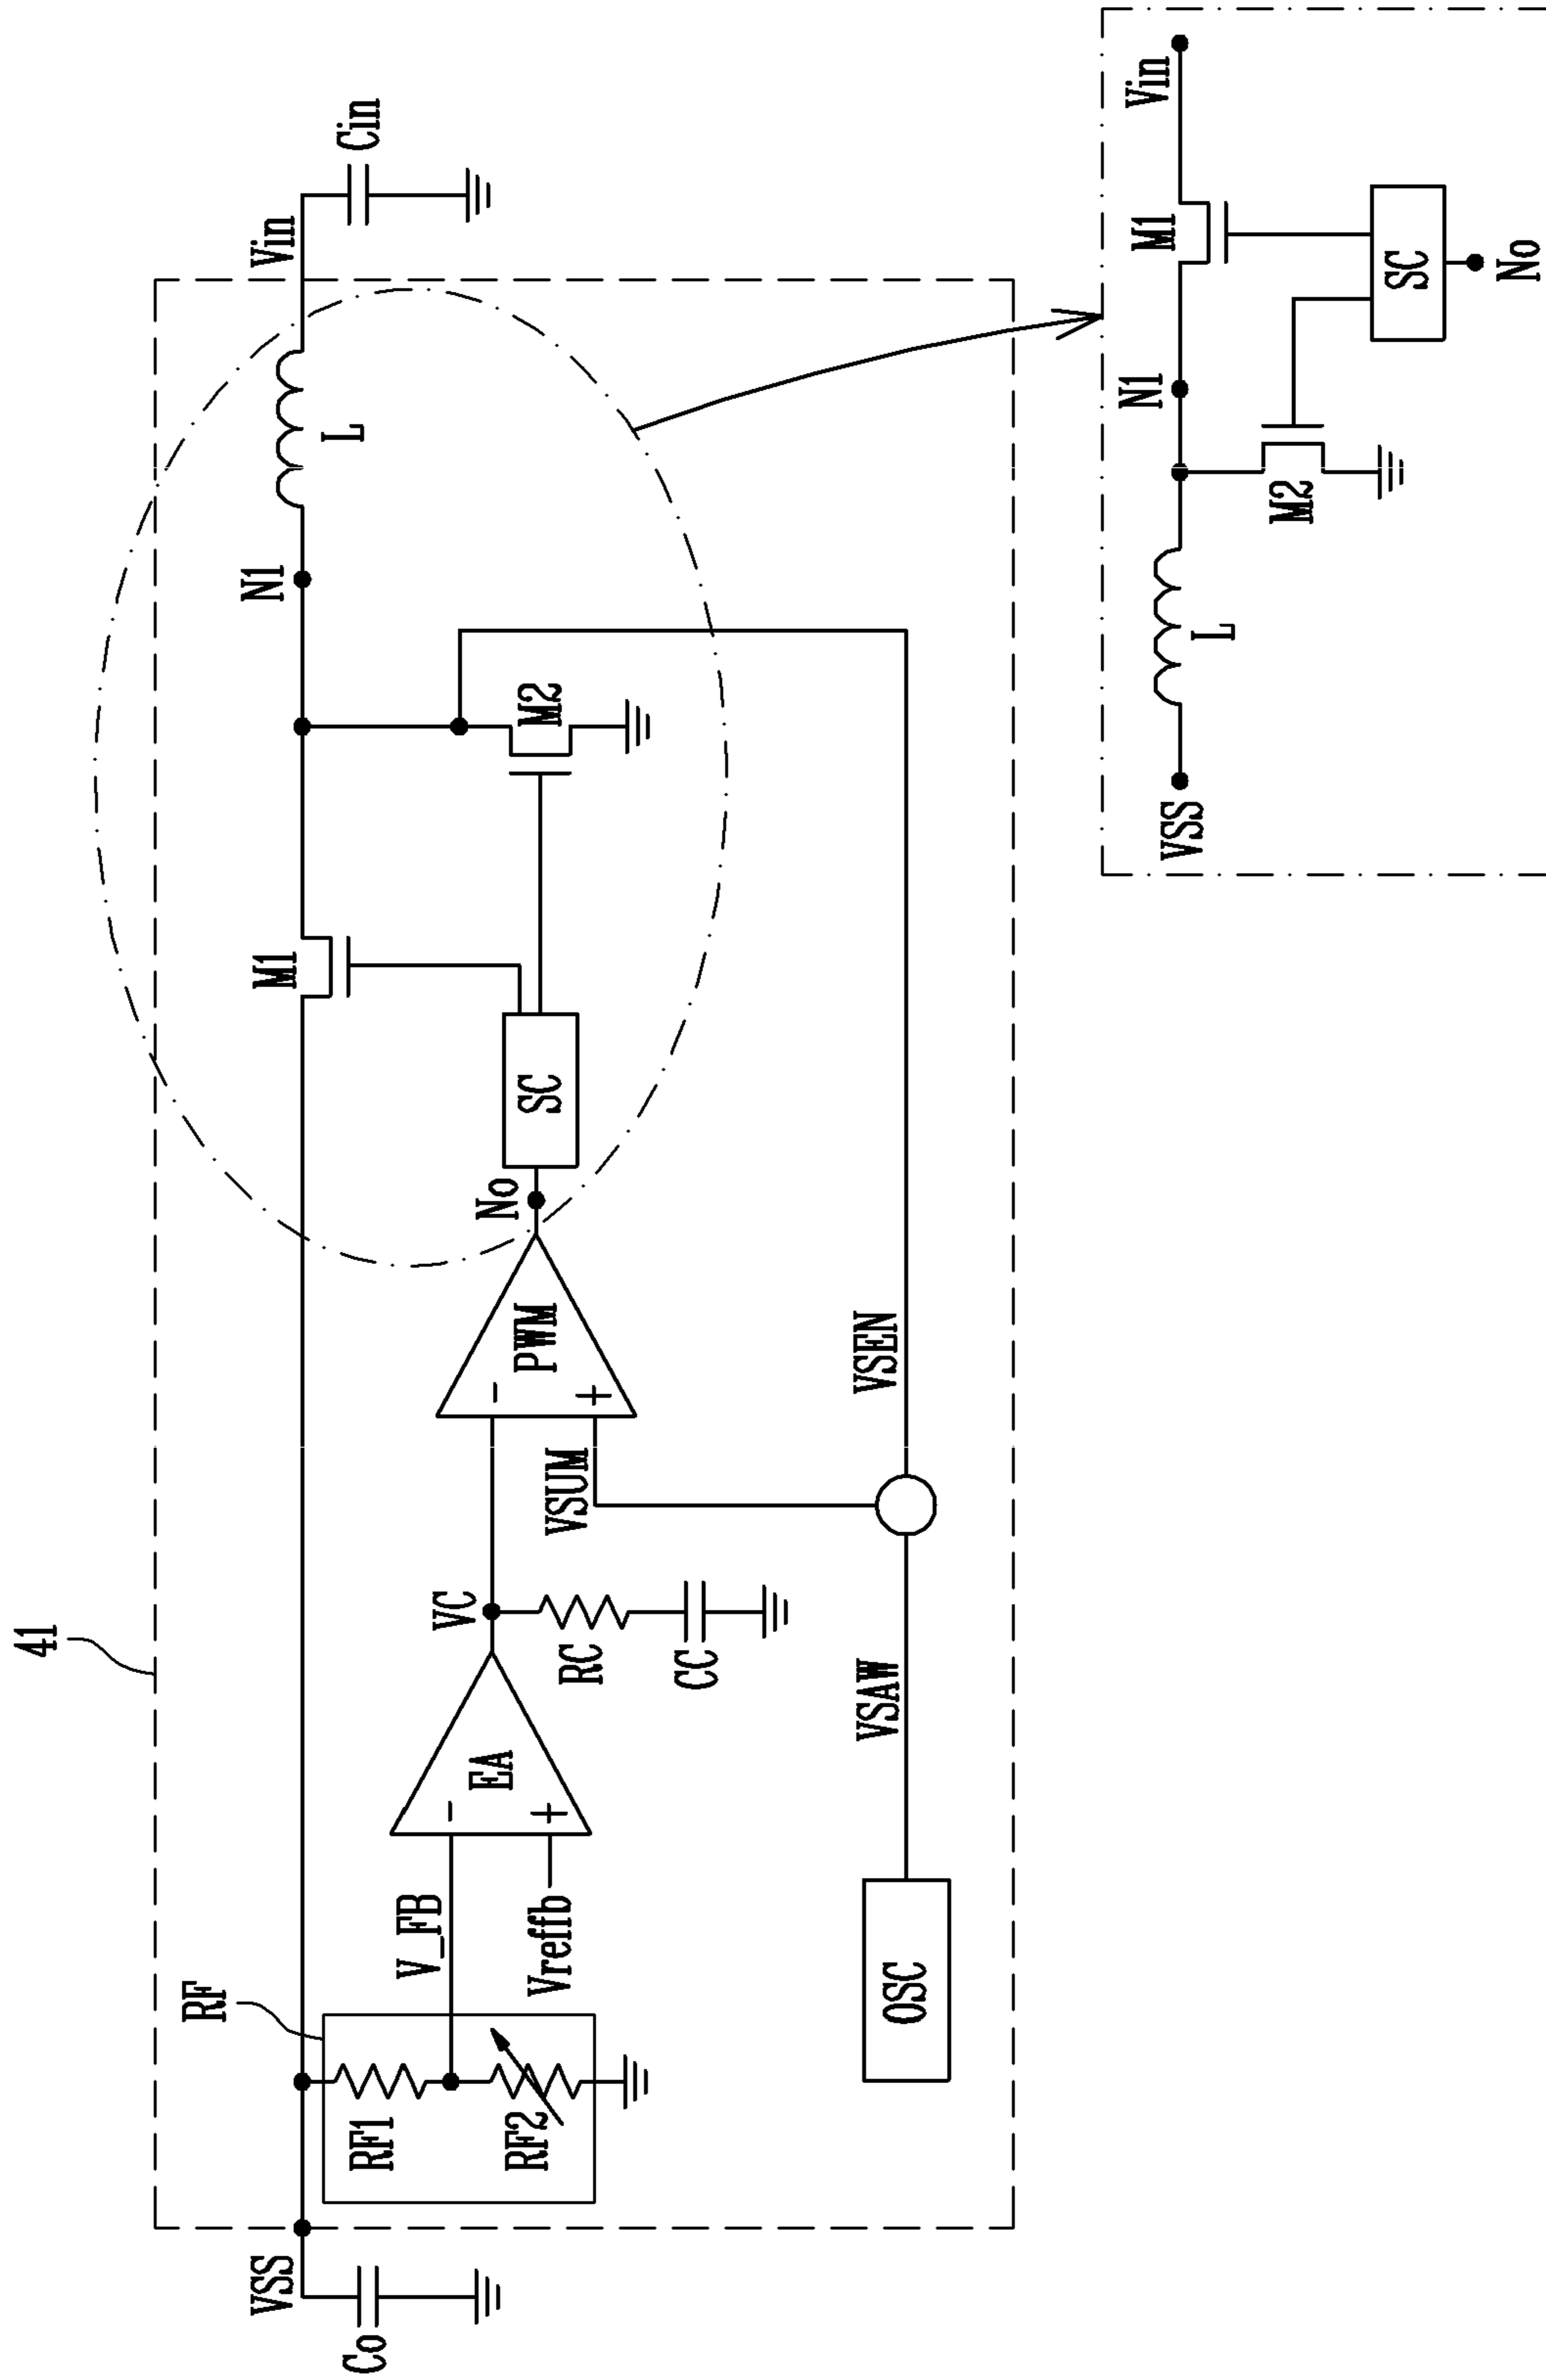 41
VSS
Co
RF
RF1
RF2
V_FB
Vreffb
-
+
EA
VC
RC
CC
VSUM
-
+
PWM
No
SC
M1
M2
N1
L
Vin
Cin
OSC
VSAW
VSEN
VSS
L
M2
N1
M1
Vin
SC
No